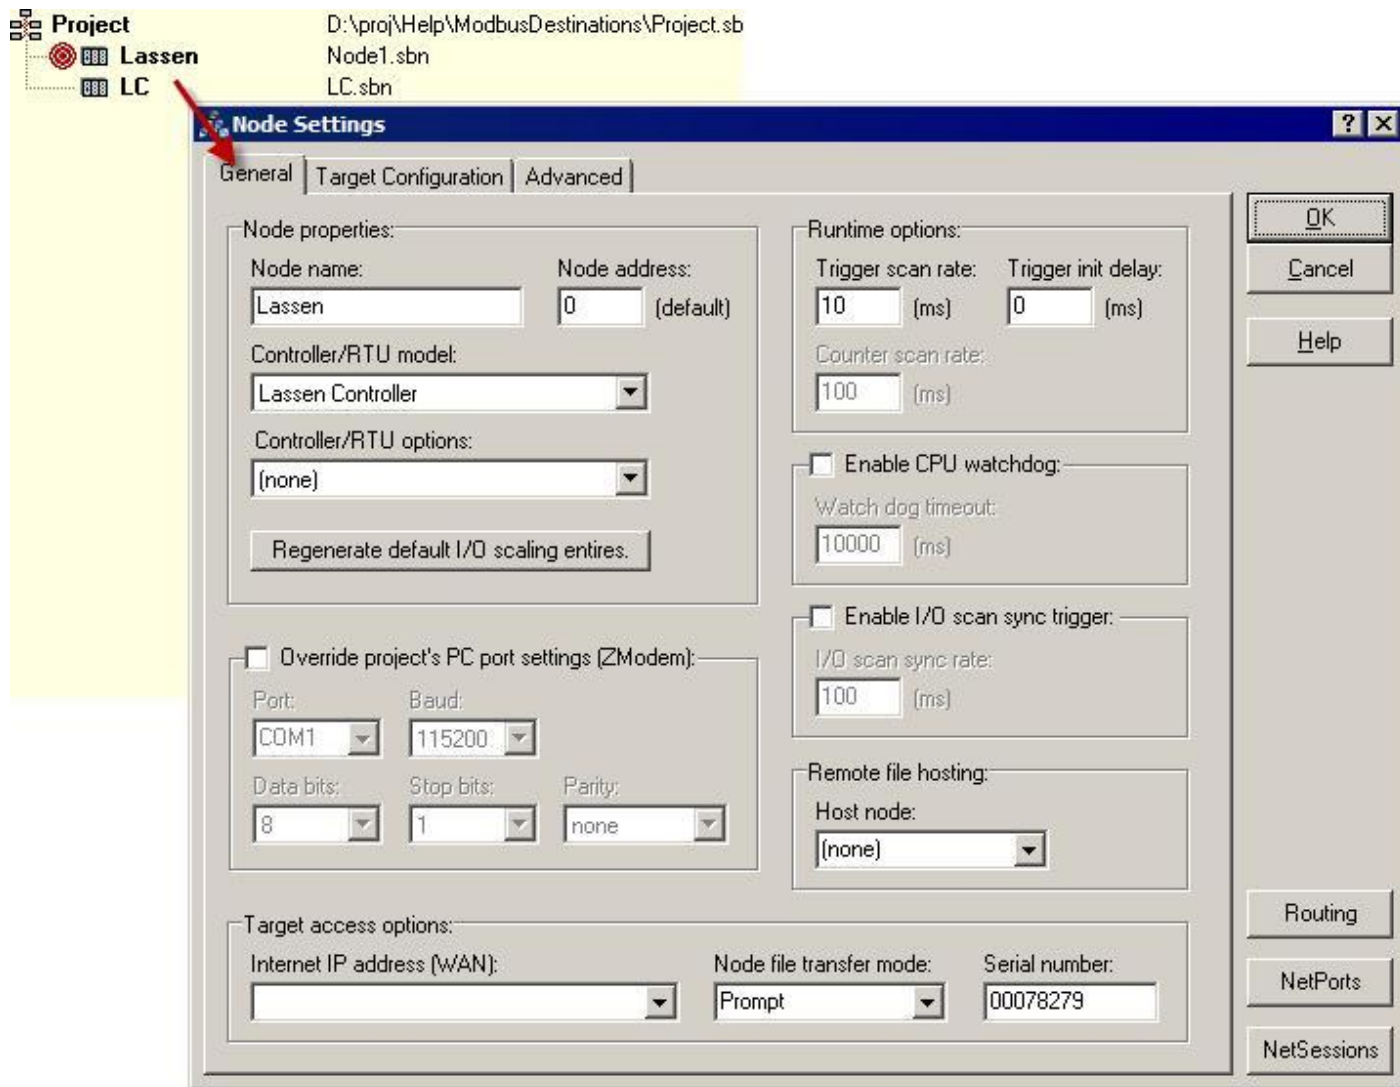 Project D:\proj\Help\ModbusDestinations\Project.sb
Lassen Node1.sbn
LC LC.sbn
Node Settings
General Target Configuration Advanced
Node properties:
Node name: Node address:
Lassen 0 (default)
Controller/RTU model:
Lassen Controller
Controller/RTU options:
(none)
Regenerate default I/O scaling entires.
Override project's PC port settings (ZModem):
Port: Baud:
COM1 115200
Data bits: Stop bits: Parity:
8 1 none
Runtime options:
Trigger scan rate: Trigger init delay:
10 (ms) 0 (ms)
Counter scan rate:
100 (ms)
Enable CPU watchdog:
Watch dog timeout:
10000 (ms)
Enable I/O scan sync trigger:
I/O scan sync rate:
100 (ms)
Remote file hosting:
Host node:
(none)
Target access options:
Internet IP address (WAN): Node file transfer mode: Serial number:
Prompt 00078279
OK
Cancel
Help
Routing
NetPorts
NetSessions